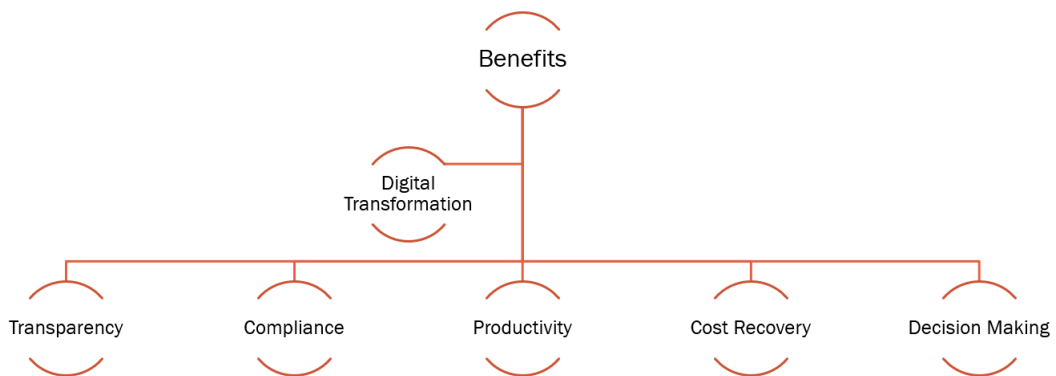 Benefits
Digital
Transformation
Transparency
Compliance
Productivity
Cost Recovery
Decision Making